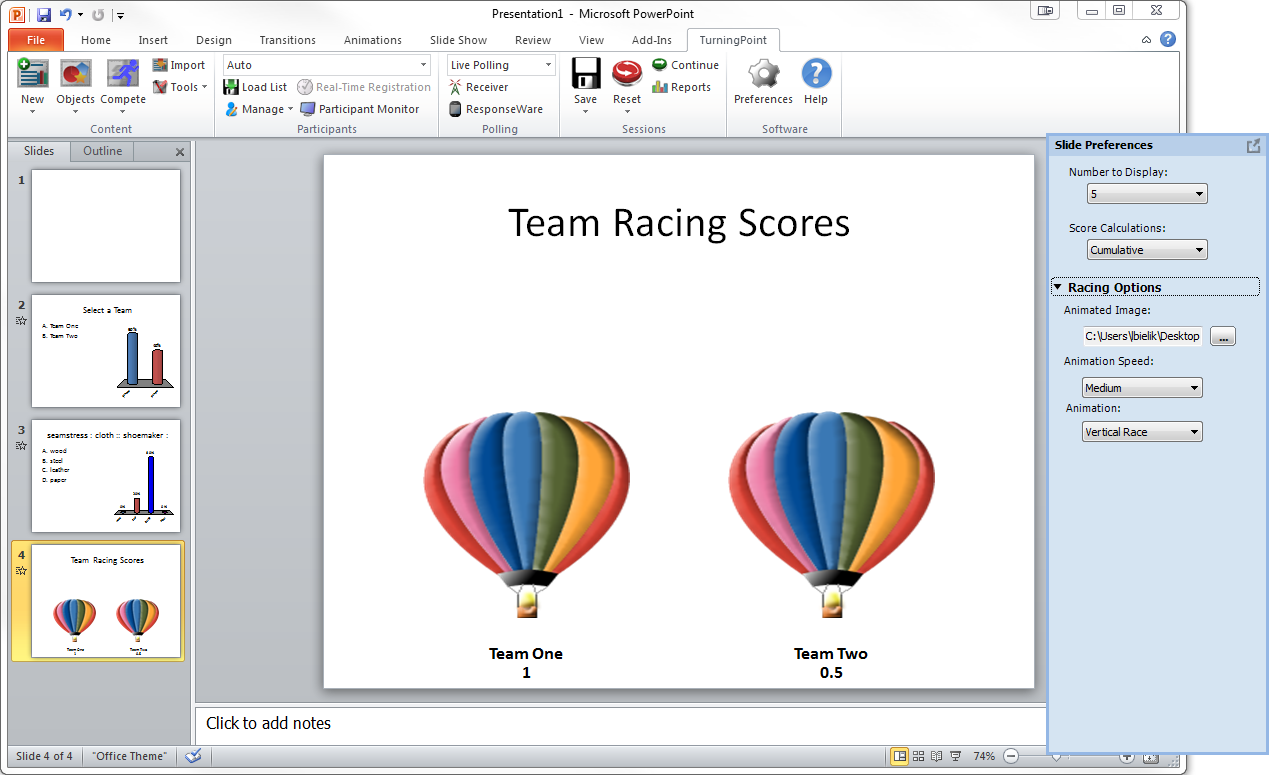 Presentation1 - Microsoft PowerPoint
File Home Insert Design Transitions Animations Slide Show Review View Add-Ins TurningPoint
New Objects Compete Import Tools
Content
Auto
Load List Real-Time Registration
Manage Participant Monitor
Participants
Live Polling
Receiver
ResponseWare
Polling
Save Reset Continue Reports
Sessions
Preferences Help
Software
Slides Outline
1
2
Select a Team
A. Team One
B. Team Two
3
seamstress : cloth :: shoemaker :
A. wood
B. steel
C. leather
D. paper
4
Team Racing Scores
Team One
1
Team Two
0.5
Team Racing Scores
Team One
1
Team Two
0.5
Click to add notes
Slide Preferences
Number to Display:
5
Score Calculations:
Cumulative
Racing Options
Animated Image:
C:\Users\lbielik\Desktop
...
Animation Speed:
Medium
Animation:
Vertical Race
Slide 4 of 4 "Office Theme" 74%